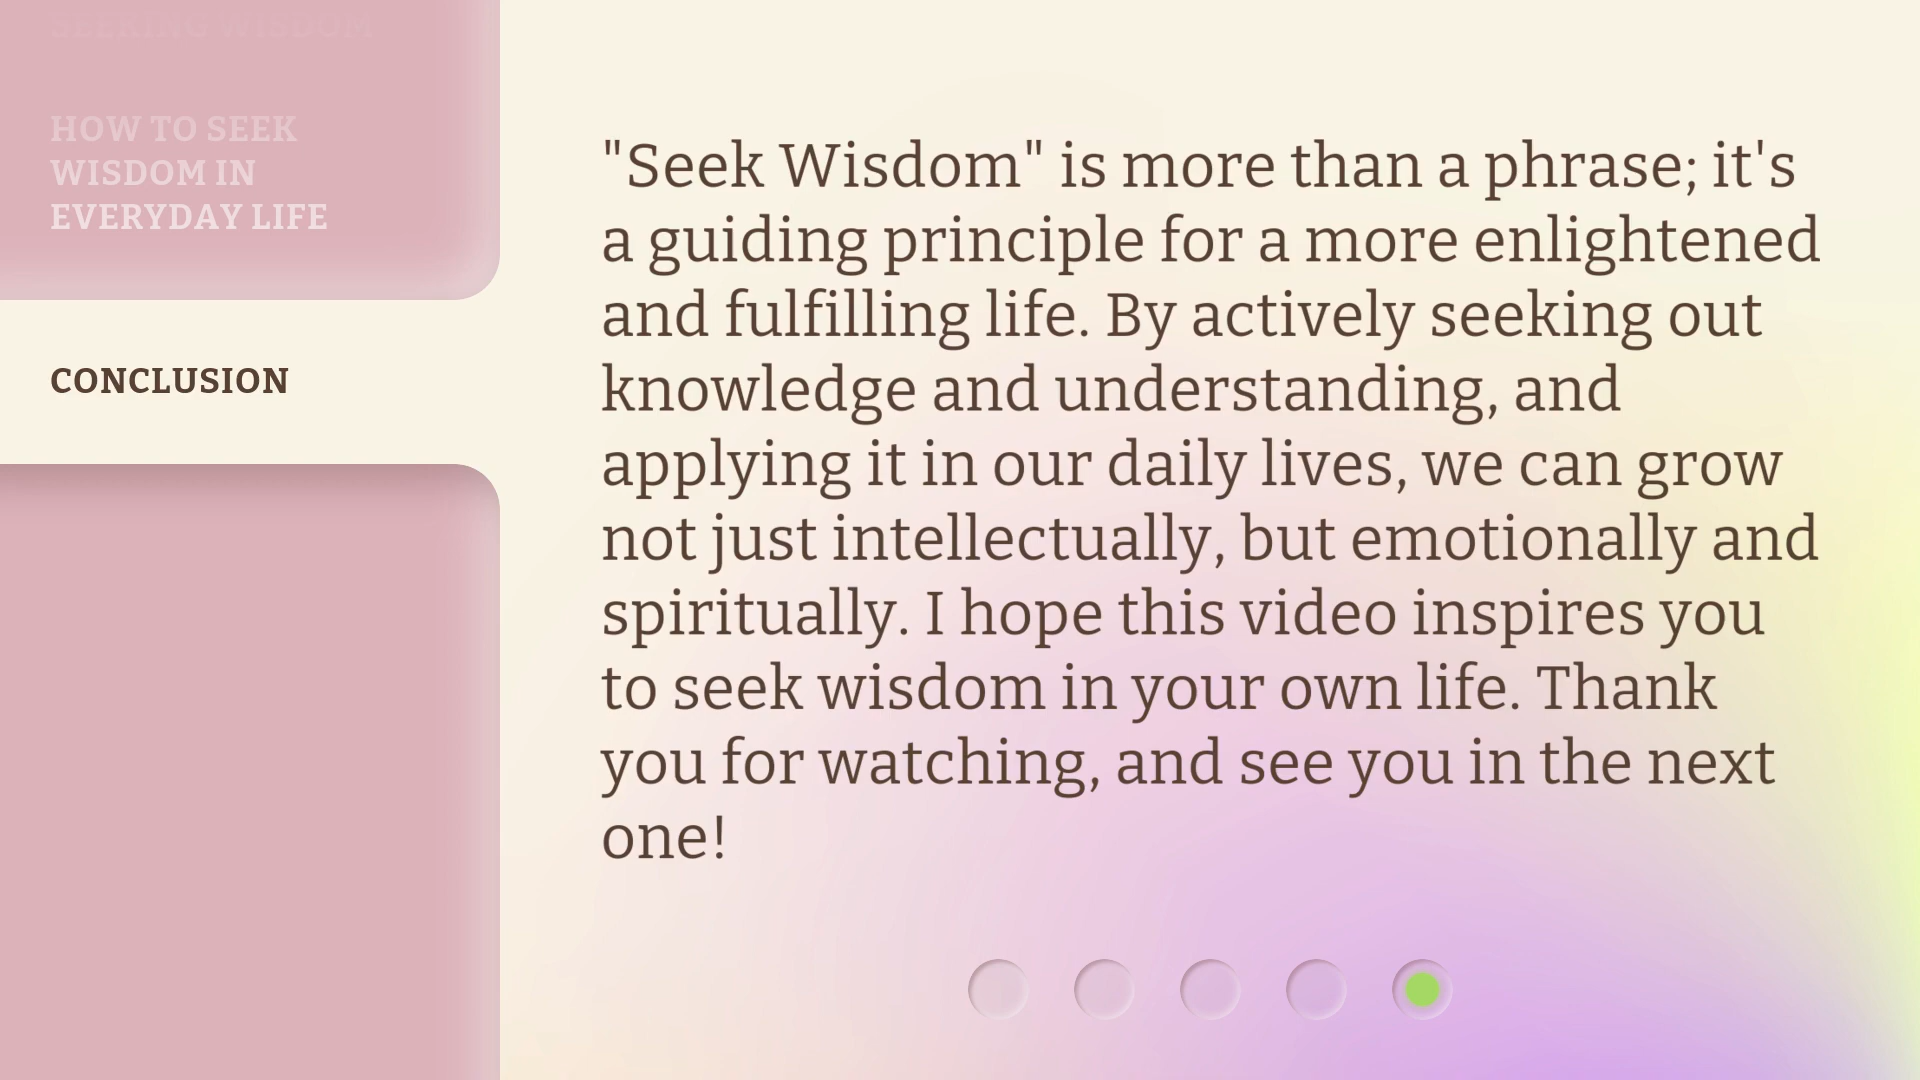 SEEKING WISDOM
HOW TO SEEK
WISDOM IN
EVERYDAY LIFE
CONCLUSION
"Seek Wisdom" is more than a phrase; it's
a guiding principle for a more enlightened
and fulfilling life. By actively seeking out
knowledge and understanding, and
applying it in our daily lives, we can grow
not just intellectually, but emotionally and
spiritually. I hope this video inspires you
to seek wisdom in your own life. Thank
you for watching, and see you in the next
one!